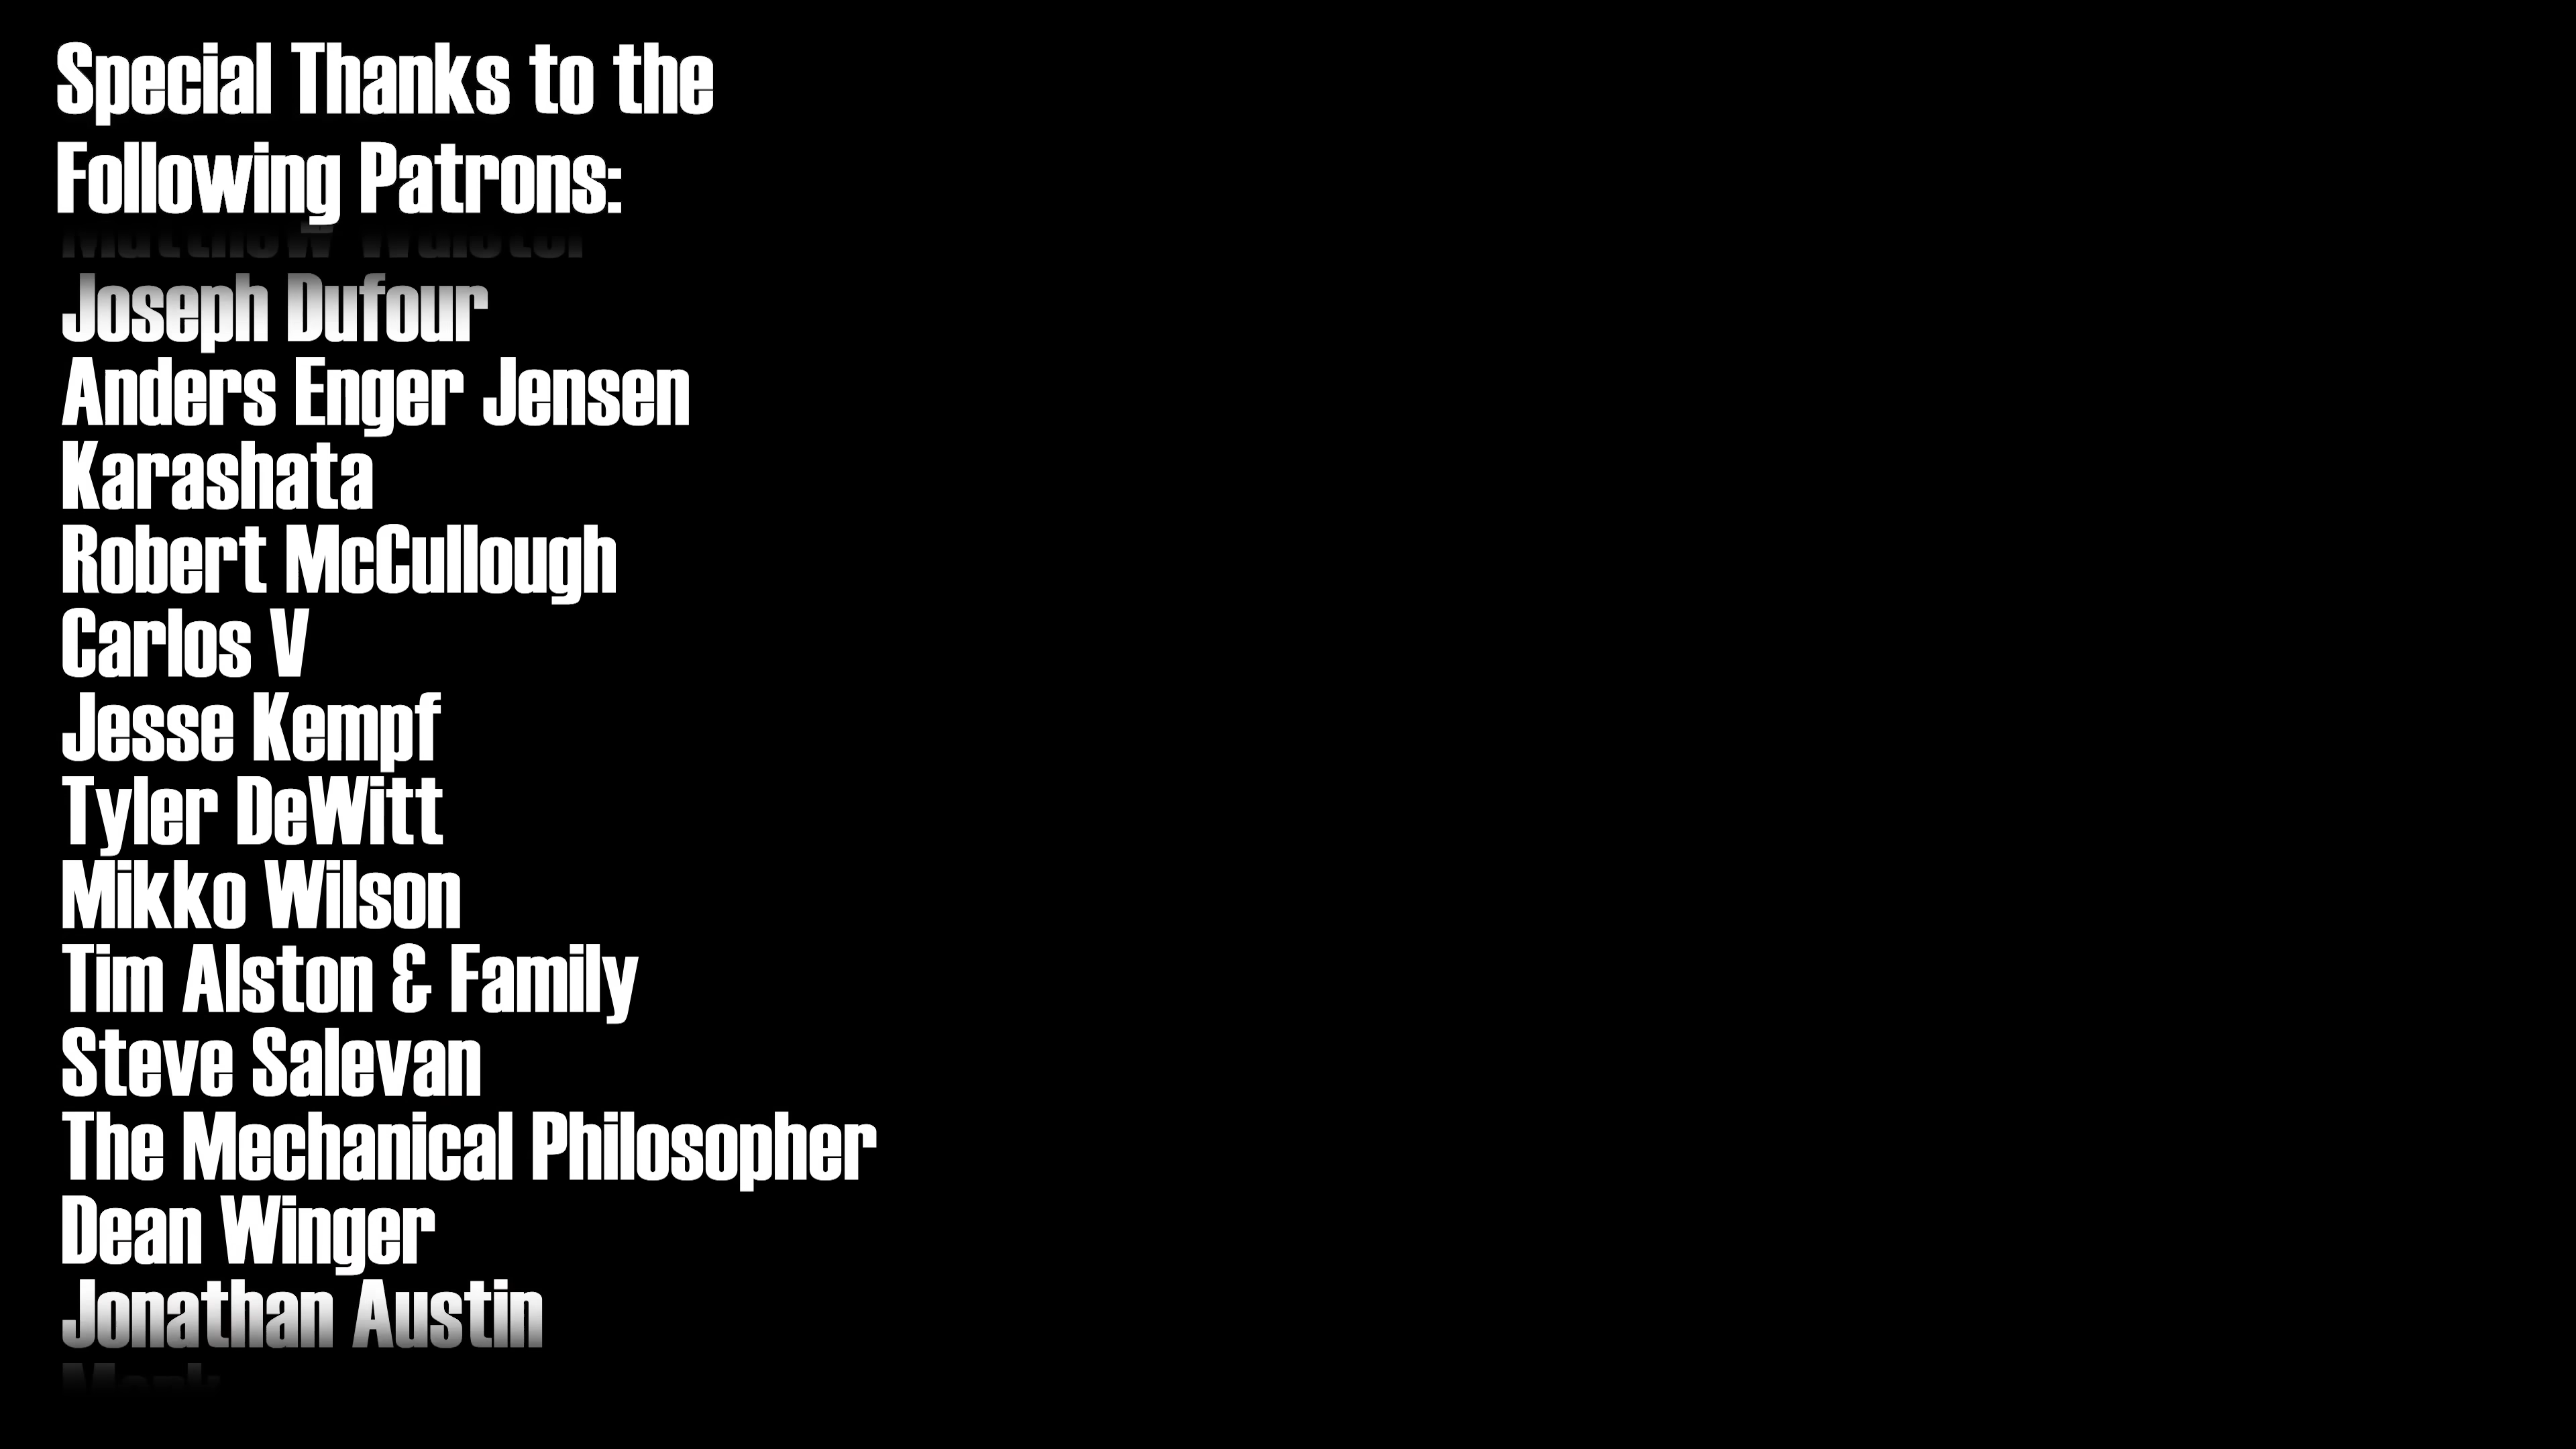 Special Thanks to the
Following Patrons:
Joseph Dufour
Anders Enger Jensen
Karashata
Robert McCullough
Carlos V
Jesse Kempf
Tyler DeWitt
Mikko Wilson
Tim Alston & Family
Steve Salevan
The Mechanical Philosopher
Dean Winger
Jonathan Austin